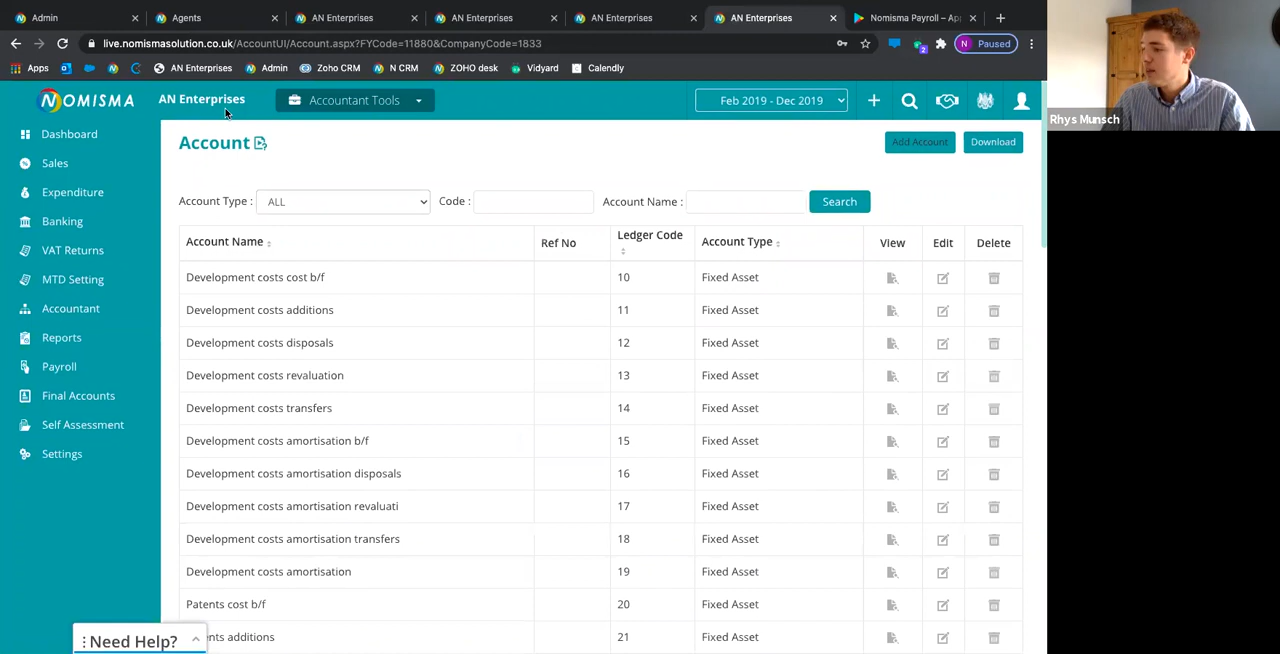 Admin
Agents
AN Enterprises
AN Enterprises
AN Enterprises
AN Enterprises
Nomisma Payroll – Ap
live.nomismasolution.co.uk/AccountUI/Account.aspx?FYCode=11880&CompanyCode=1833
2
N Paused
Apps
AN Enterprises
Admin
Zoho CRM
N CRM
ZOHO desk
Vidyard
Calendly
NOMISMA
AN Enterprises
Accountant Tools
Feb 2019 - Dec 2019
Rhys Munsch
Dashboard
Sales
Expenditure
Banking
VAT Returns
MTD Setting
Accountant
Reports
Payroll
Final Accounts
Self Assessment
Settings
Account
Add Account
Download
Account Type : ALL Code : Account Name : Search
Account Name Ref No Ledger Code Account Type View Edit Delete
Development costs cost b/f 10 Fixed Asset
Development costs additions 11 Fixed Asset
Development costs disposals 12 Fixed Asset
Development costs revaluation 13 Fixed Asset
Development costs transfers 14 Fixed Asset
Development costs amortisation b/f 15 Fixed Asset
Development costs amortisation disposals 16 Fixed Asset
Development costs amortisation revaluati 17 Fixed Asset
Development costs amortisation transfers 18 Fixed Asset
Development costs amortisation 19 Fixed Asset
Patents cost b/f 20 Fixed Asset
ents additions 21 Fixed Asset
Need Help?